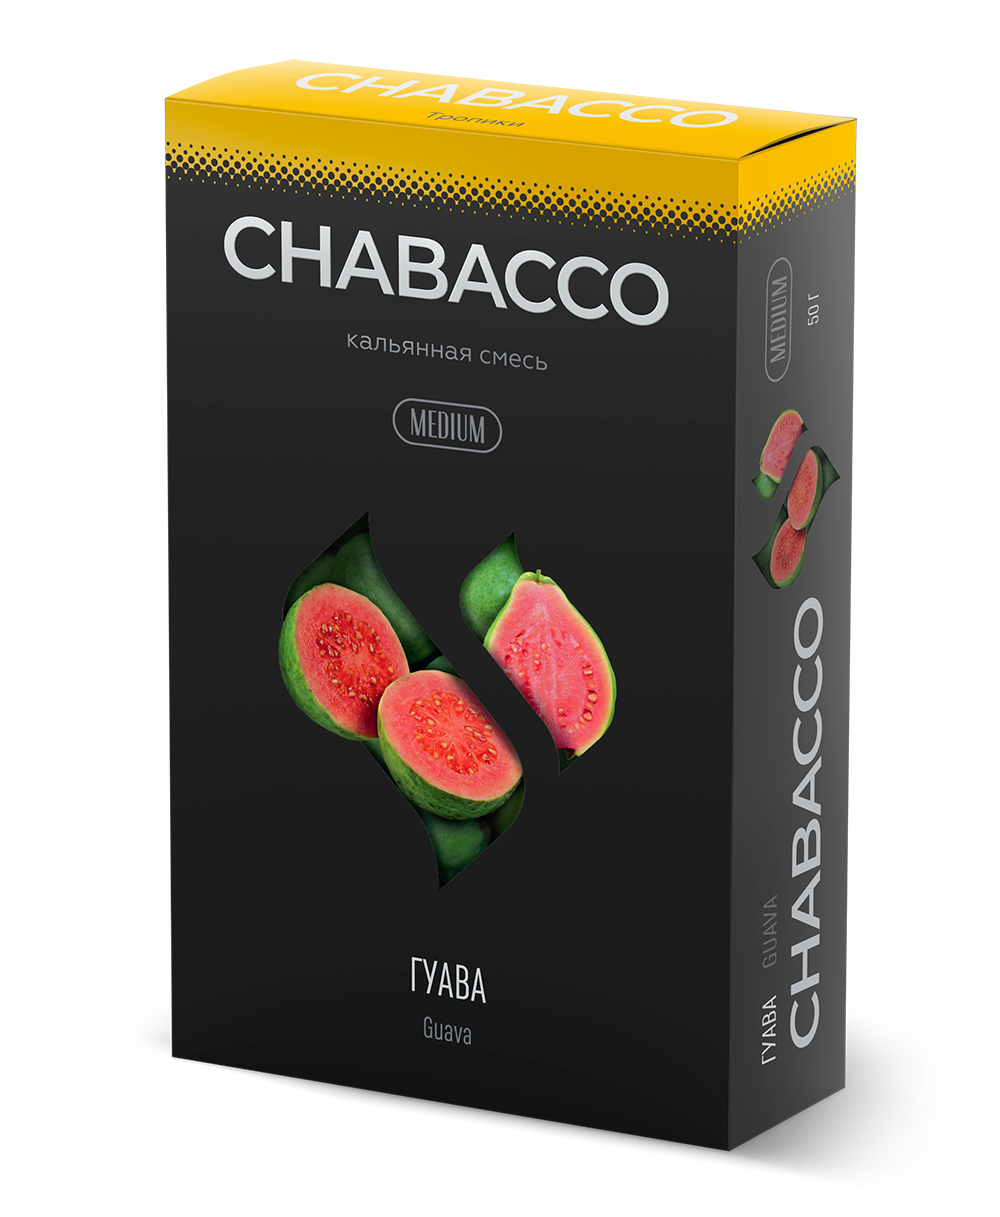 CHABACCO
Тропики
CHABACCO
кальянная смесь
MEDIUM
ГУАВА
Guava
MEDIUM
50 Г
CHABACCO
ГУАВА GUAVA